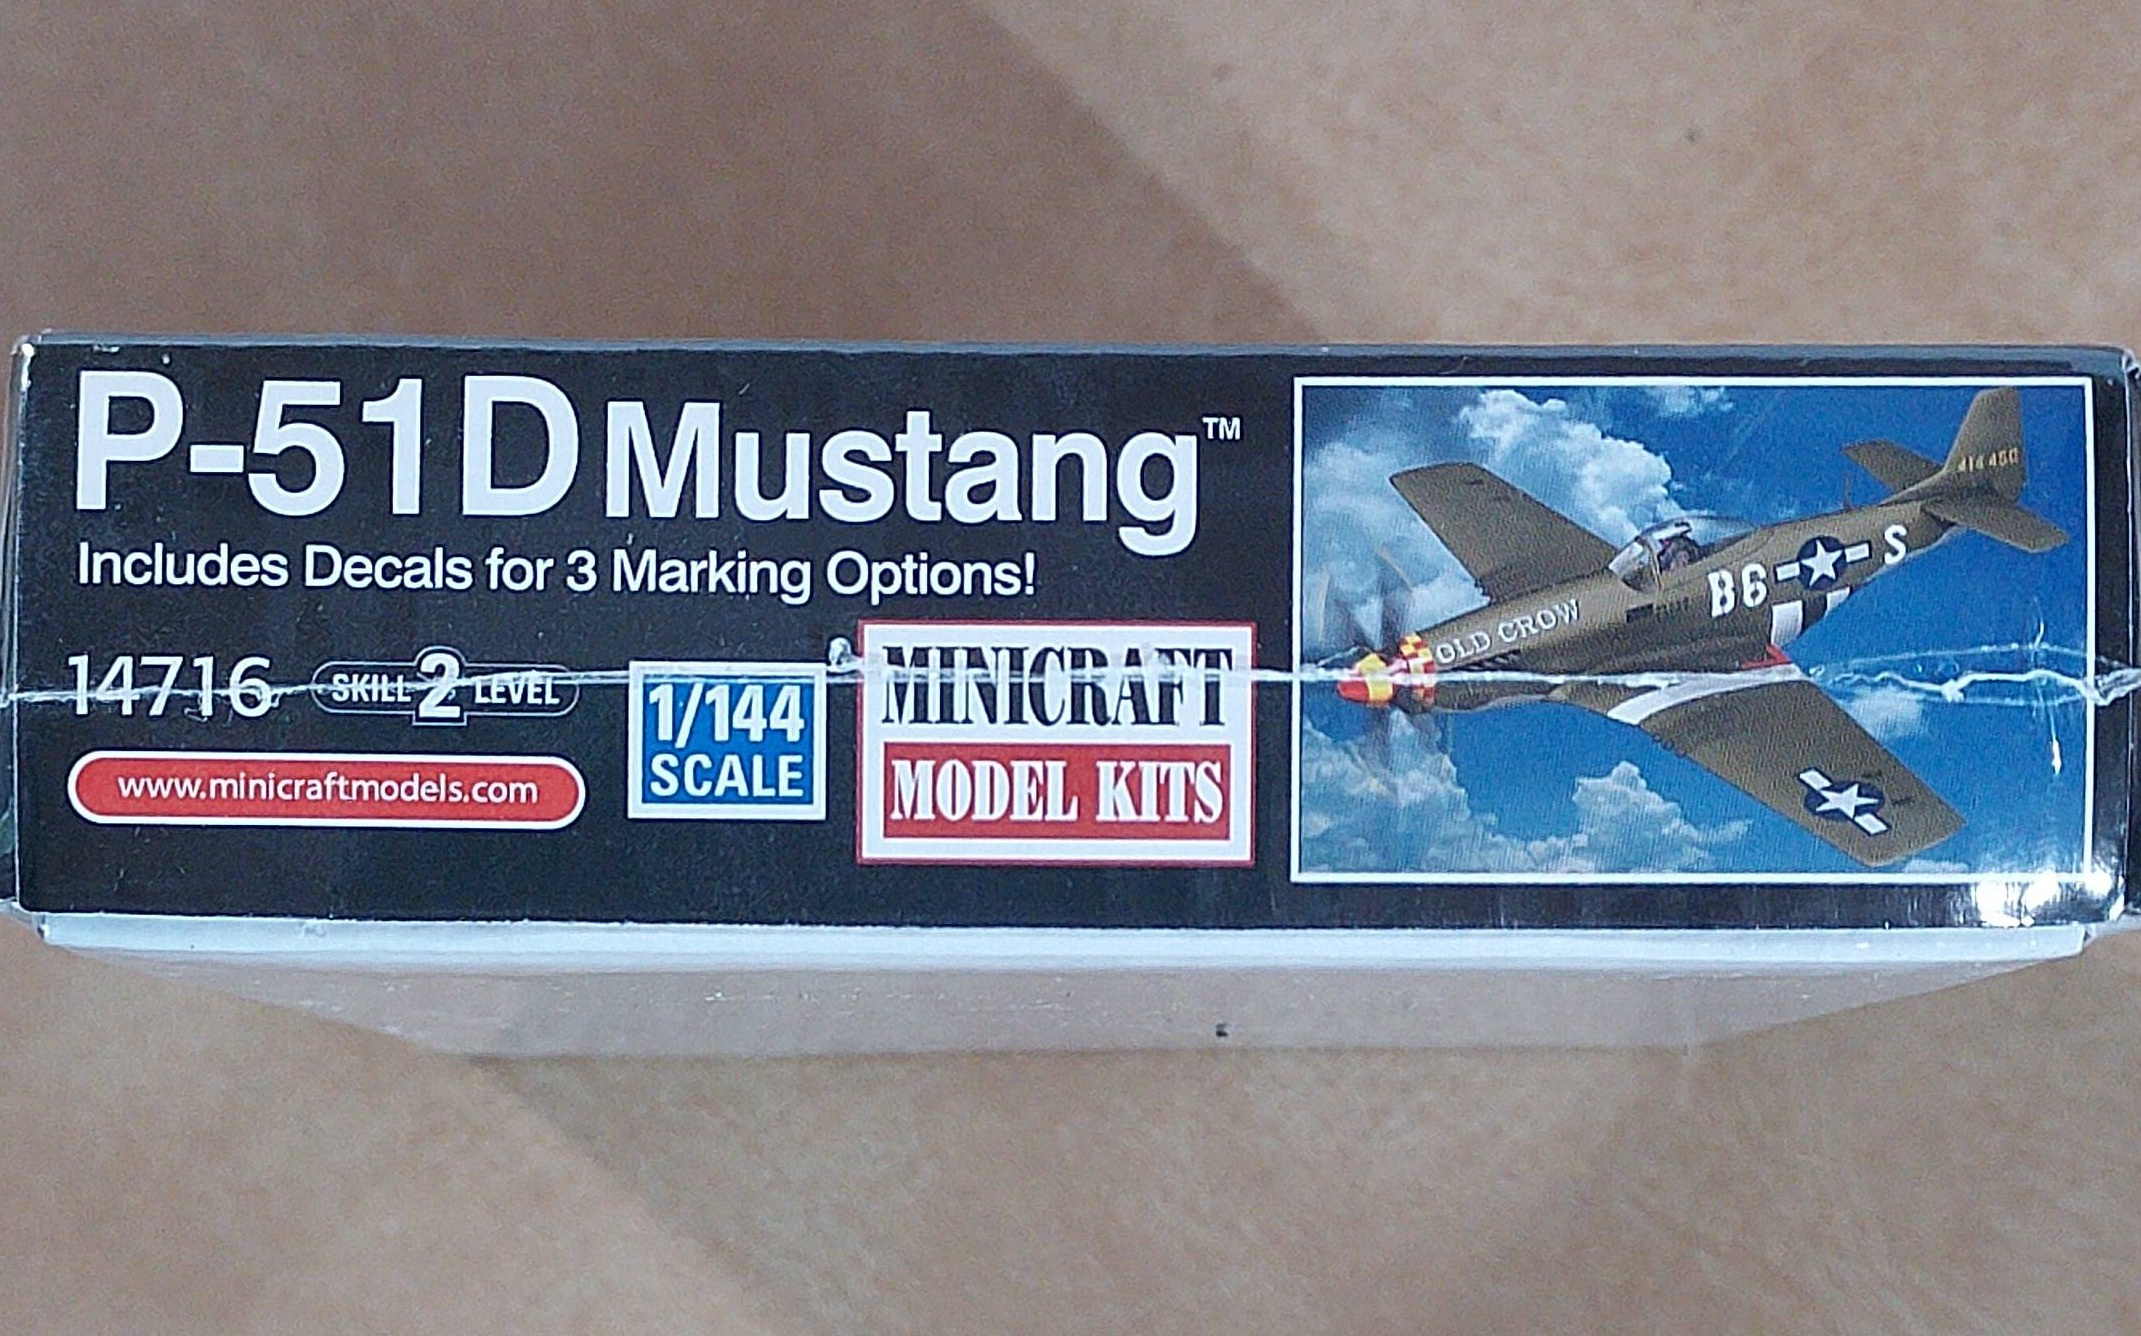 P-51D Mustang™
Includes Decals for 3 Marking Options!
14716
SKILL 2 LEVEL
www.minicraftmodels.com
1/144
SCALE
MINICRAFT
MODEL KITS
OLD CROW
B6
S
414450